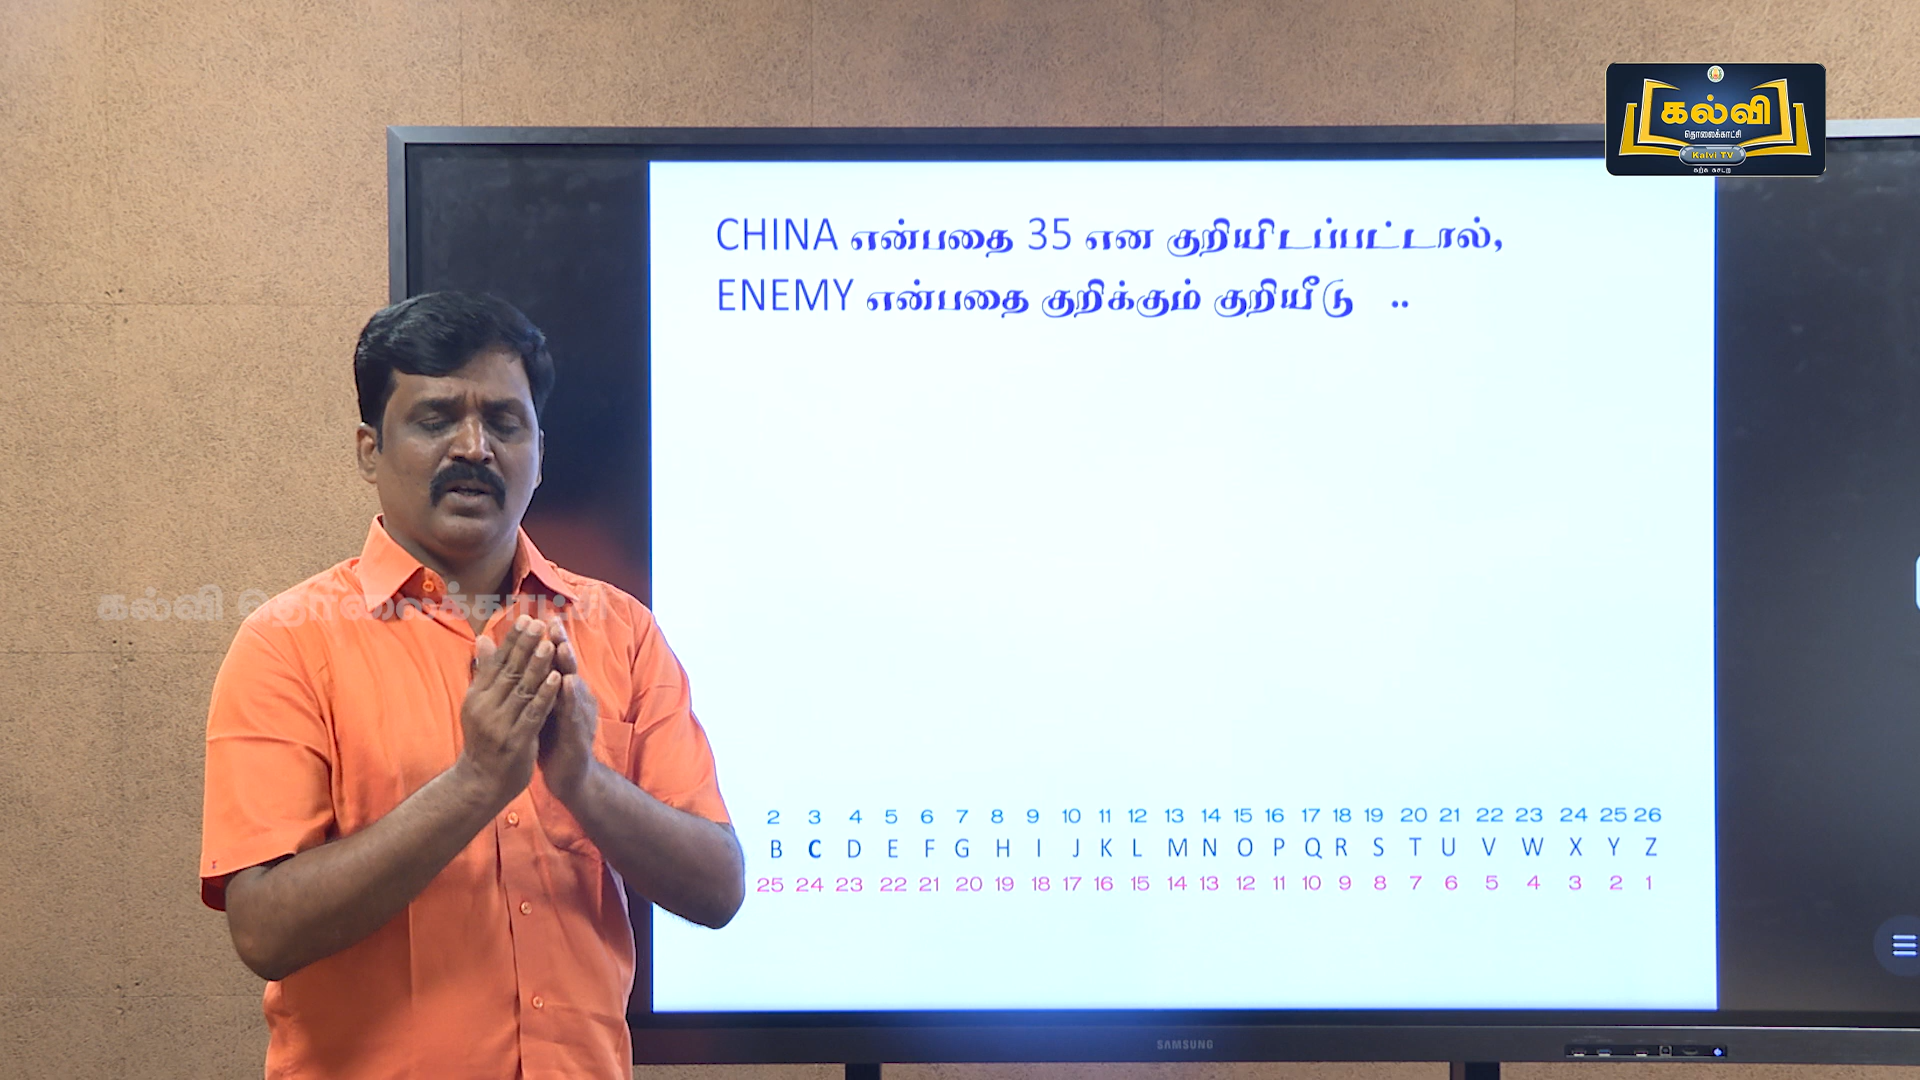 கல்வி
தொலைக்காட்சி
Kalvi TV
கற்க கசடற
CHINA என்பதை 35 என குறியிடப்பட்டால்,
ENEMY என்பதை குறிக்கும் குறியீடு ..
கல்வி தொலைக்காட்சி
2 3 4 5 6 7 8 9 10 11 12 13 14 15 16 17 18 19 20 21 22 23 24 25 26
B C D E F G H I J K L M N O P Q R S T U V W X Y Z
25 24 23 22 21 20 19 18 17 16 15 14 13 12 11 10 9 8 7 6 5 4 3 2 1
SAMSUNG